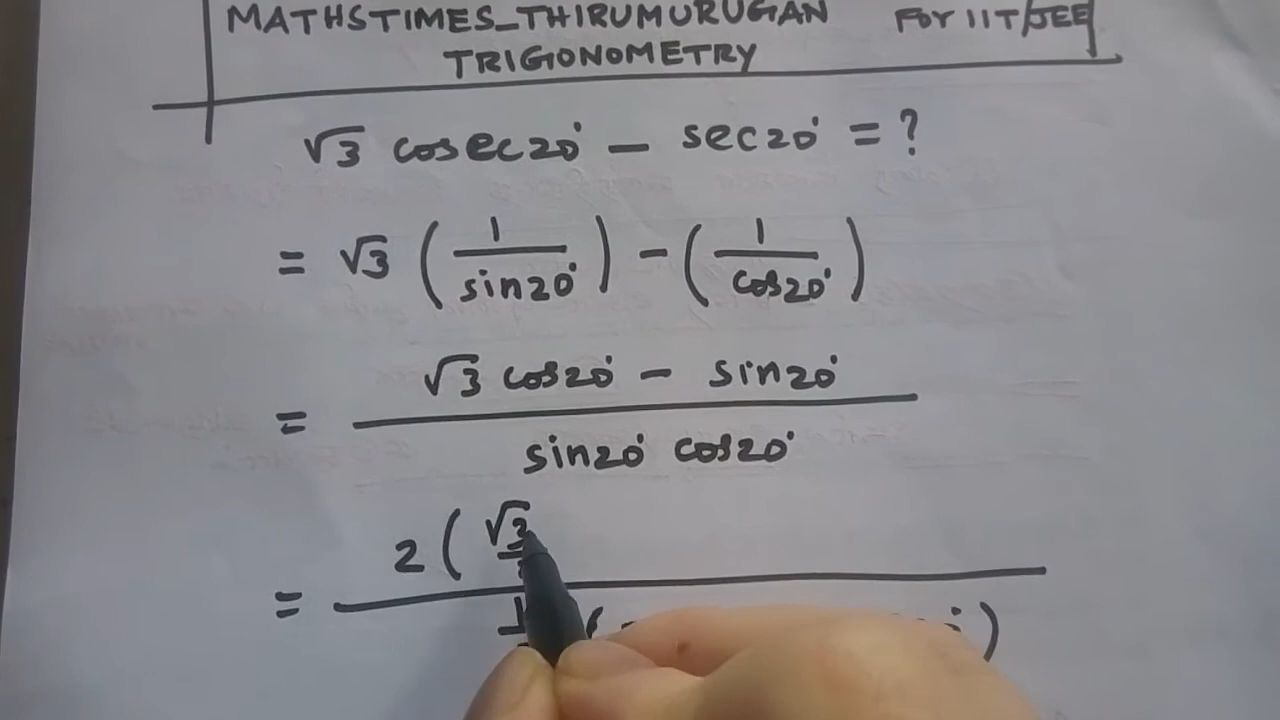 MATHSTIMES_THIRUMURUGAN FOR IIT/JEE
TRIGONOMETRY
√3 cosec20° - sec20° = ?
= √3 (1/sin20°) - (1/cos20°)
= √3 cos20° - sin20°
sin20° cos20°
= 2 (√3
1 ( )